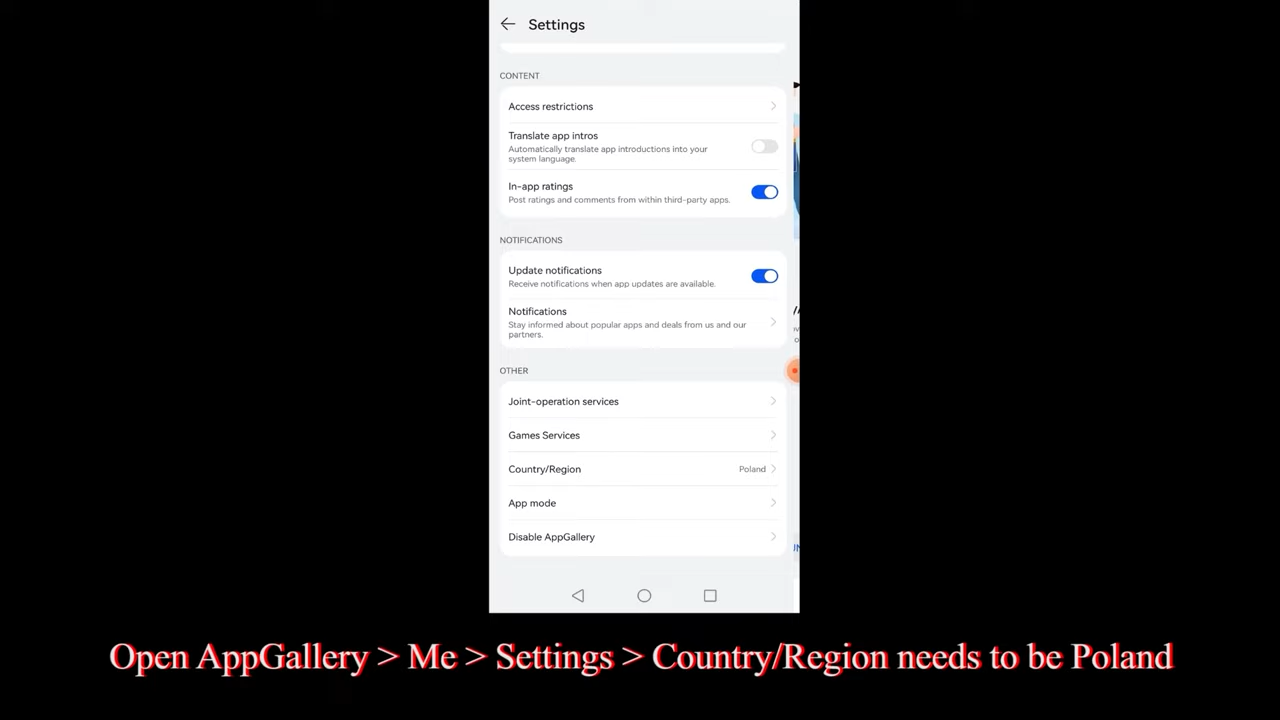 Settings
CONTENT
Access restrictions
Translate app intros
Automatically translate app introductions into your
system language.
In-app ratings
Post ratings and comments from within third-party apps.
NOTIFICATIONS
Update notifications
Receive notifications when app updates are available.
Notifications
Stay informed about popular apps and deals from us and our
partners.
OTHER
Joint-operation services
Games Services
Country/Region Poland
App mode
Disable AppGallery
Open AppGallery > Me > Settings > Country/Region needs to be Poland